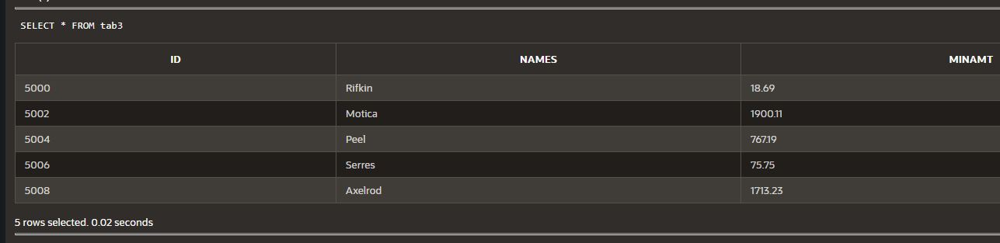 SELECT * FROM tab3
ID NAMES MINAMT
5000 Rifkin 18.69
5002 Motica 1900.11
5004 Peel 767.19
5006 Serres 75.75
5008 Axelrod 1713.23
5 rows selected. 0.02 seconds